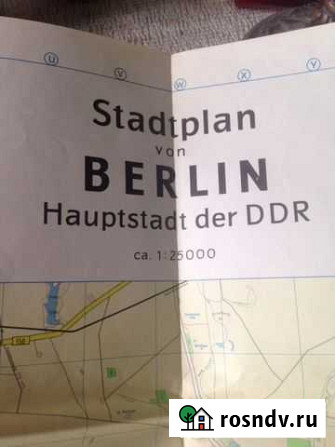 U V W X Y
Stadtplan
von
BERLIN
Hauptstadt der DDR
ca. 1:25000
rosndv.ru